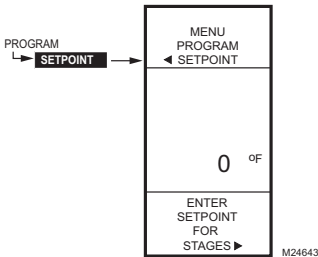 PROGRAM
SETPOINT
MENU
PROGRAM
◄ SETPOINT
0 °F
ENTER
SETPOINT
FOR
STAGES ►
M24643